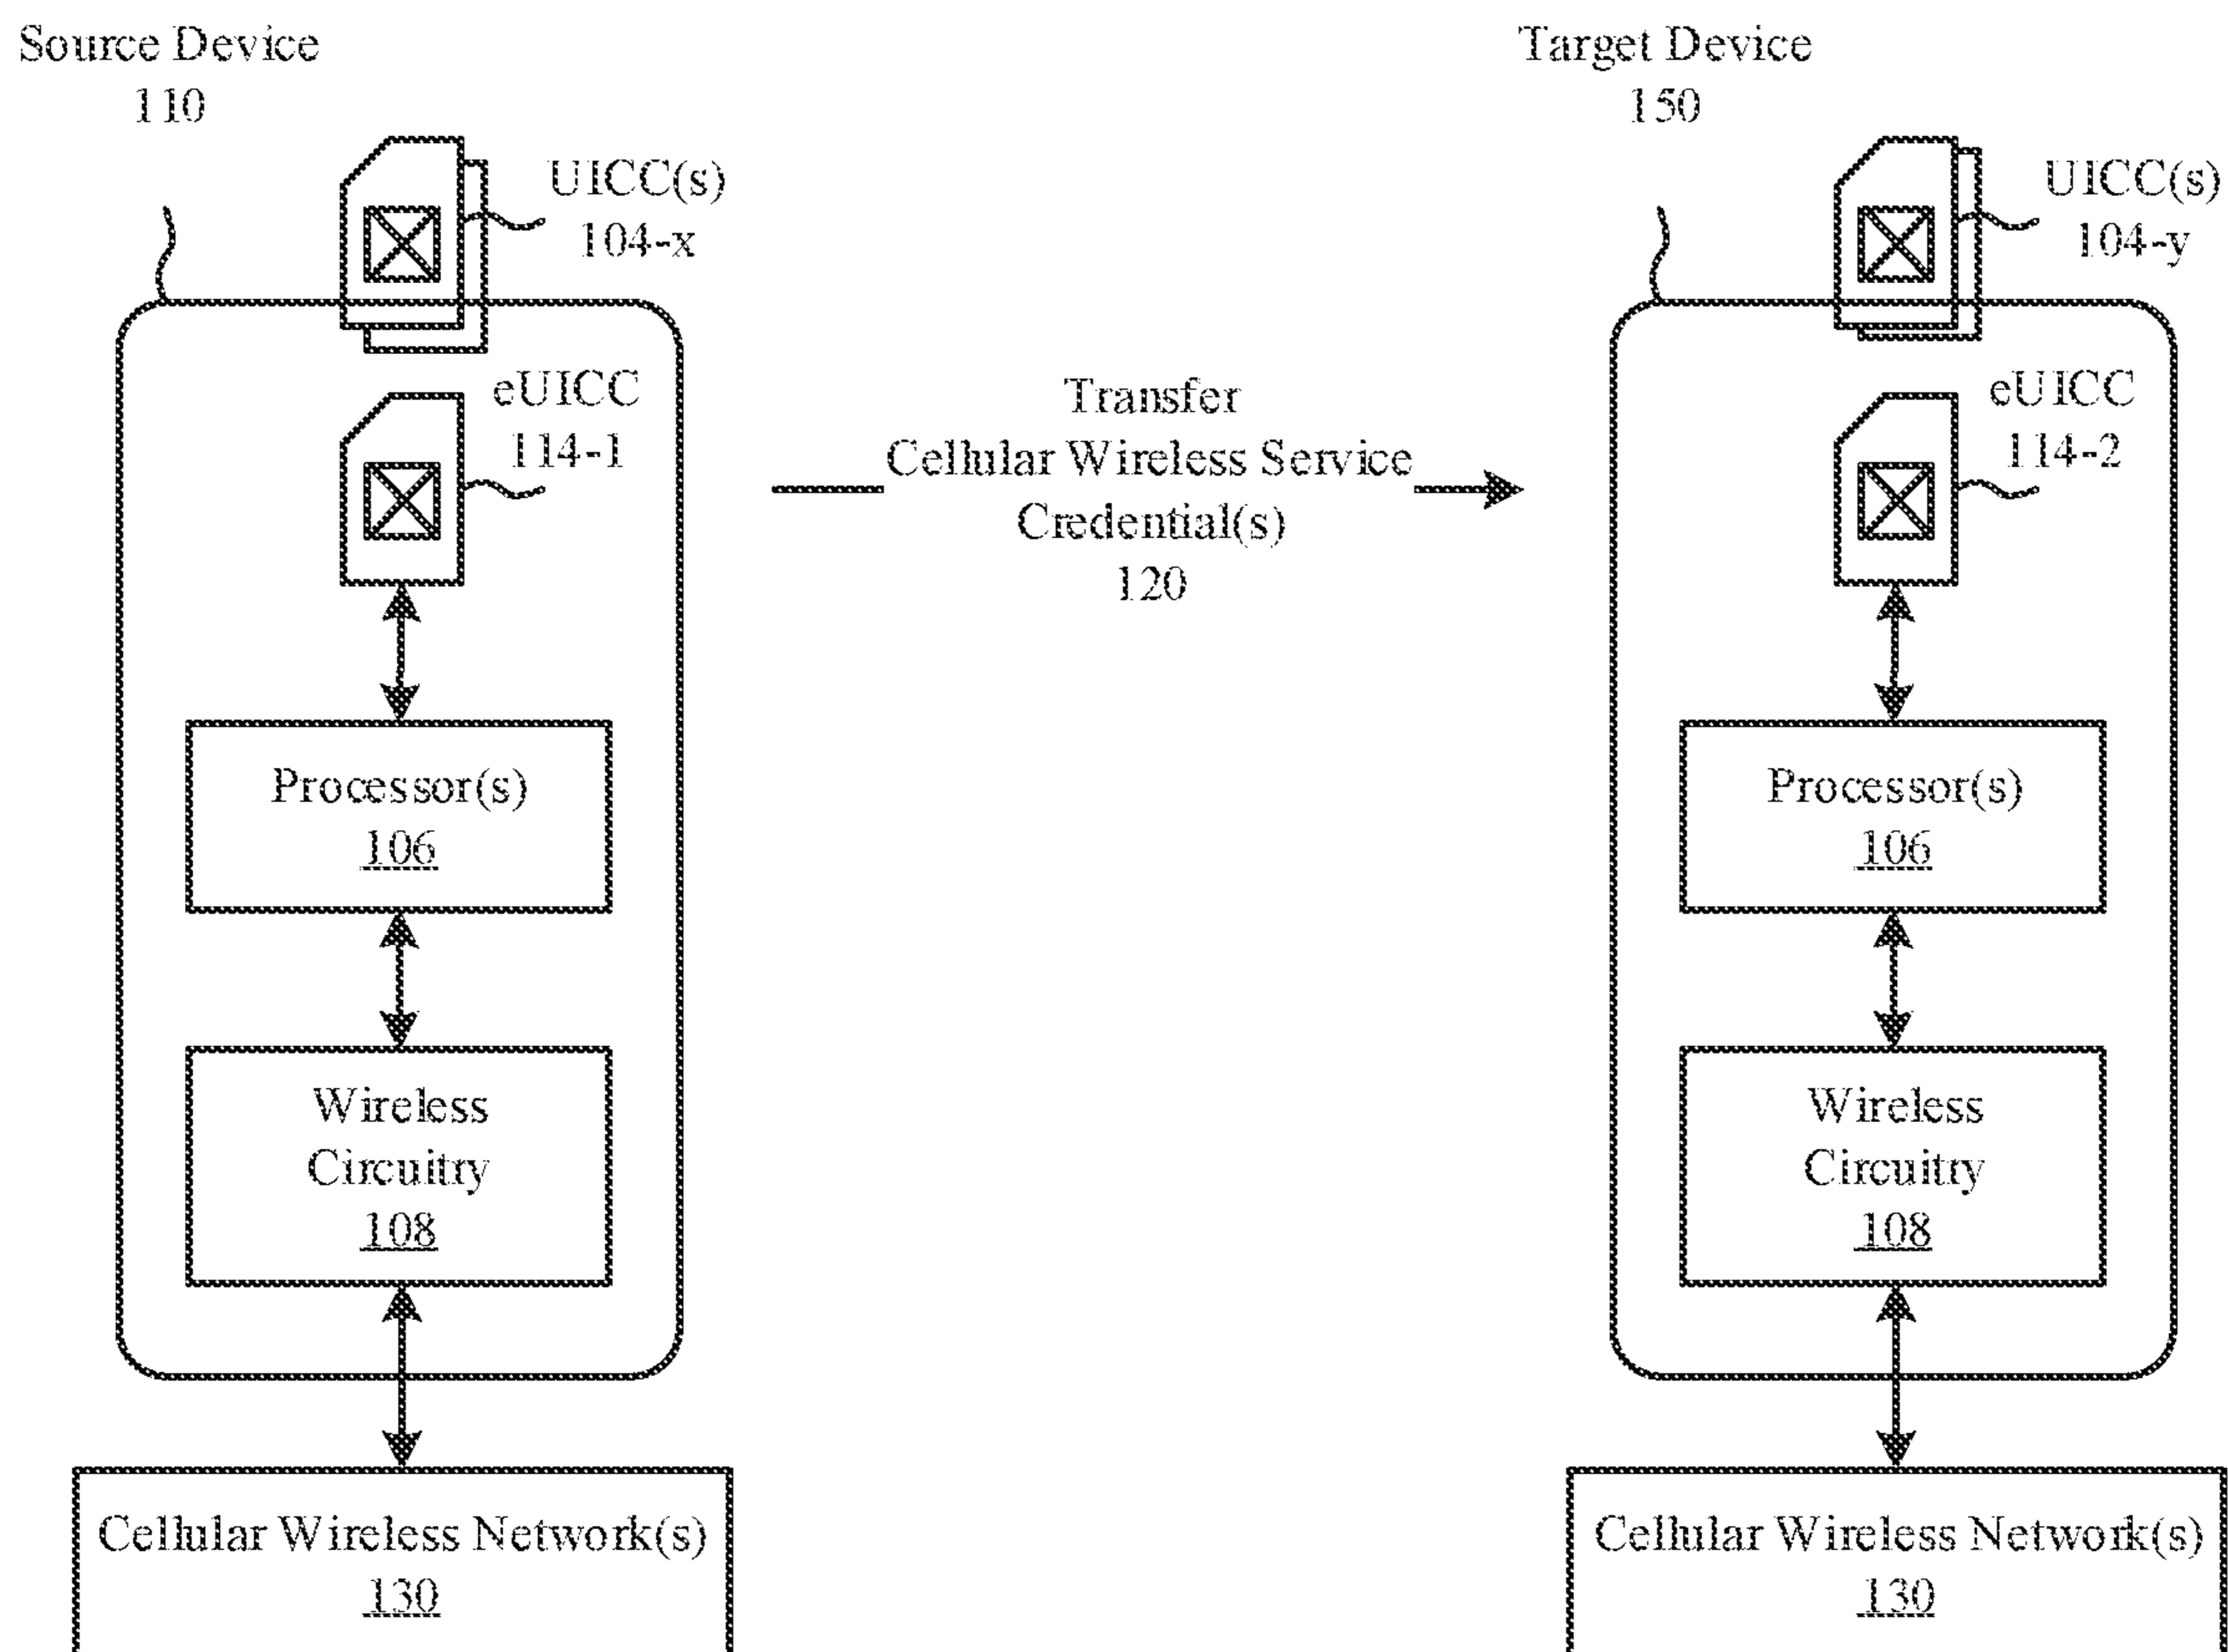 Source Device
110
UICC(s)
104-x
eUICC
114-1
Processor(s)
106
Wireless
Circuitry
108
Cellular Wireless Network(s)
130
Transfer
Cellular Wireless Service
Credential(s)
120
Target Device
150
UICC(s)
104-y
eUICC
114-2
Processor(s)
106
Wireless
Circuitry
108
Cellular Wireless Network(s)
130